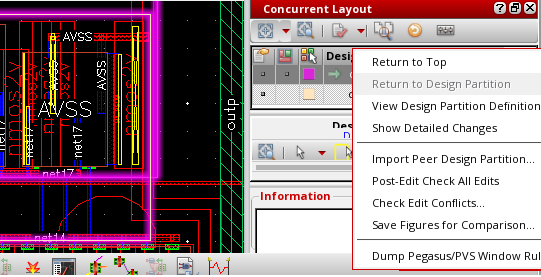 Concurrent Layout
AVSS
AVSS
AVSS
nmos2v
net17
net17
net17
net14
outp
Desi
Des
D
Information
Return to Top
Return to Design Partition
View Design Partition Definition
Show Detailed Changes
Import Peer Design Partition...
Post-Edit Check All Edits
Check Edit Conflicts...
Save Figures for Comparison...
Dump Pegasus/PVS Window Rul